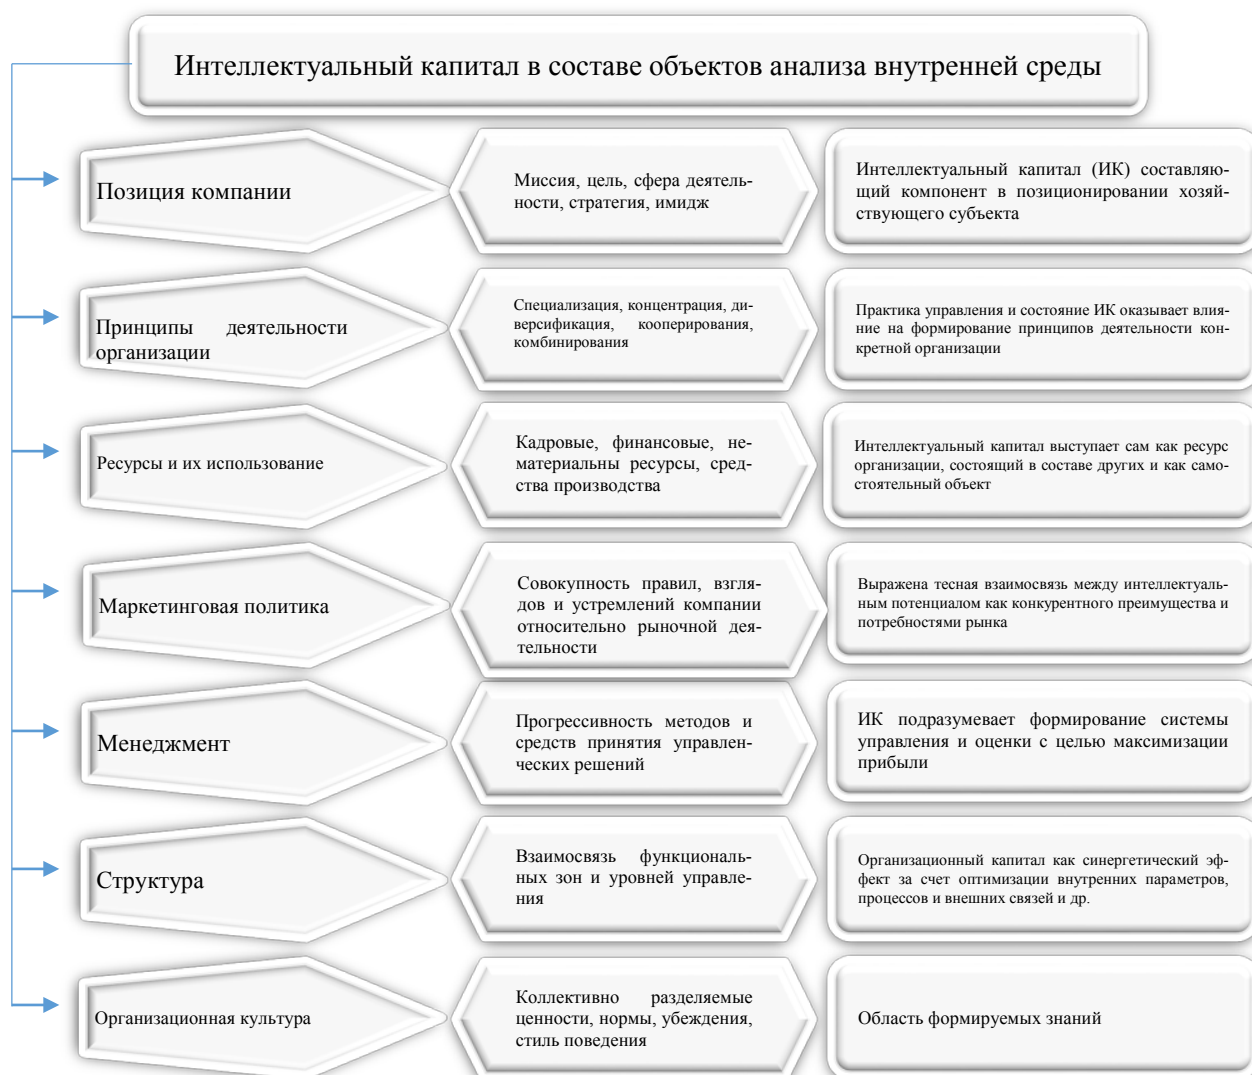 Интеллектуальный капитал в составе объектов анализа внутренней среды
Позиция компании
Миссия, цель, сфера деятель-
ности, стратегия, имидж
Интеллектуальный капитал (ИК) составляю-
щий компонент в позиционировании хозяй-
ствующего субъекта
Принципы деятельности
организации
Специализация, концентрация, ди-
версификация, кооперирования,
комбинирования
Практика управления и состояние ИК оказывает влия-
ние на формирование принципов деятельности кон-
кретной организации
Ресурсы и их использование
Кадровые, финансовые, не-
материальны ресурсы, сред-
ства производства
Интеллектуальный капитал выступает сам как ресурс
организации, состоящий в составе других и как само-
стоятельный объект
Маркетинговая политика
Совокупность правил, взгля-
дов и устремлений компании
относительно рыночной дея-
тельности
Выражена тесная взаимосвязь между интеллектуаль-
ным потенциалом как конкурентного преимущества и
потребностями рынка
Менеджмент
Прогрессивность методов и
средств принятия управлен-
ческих решений
ИК подразумевает формирование системы
управления и оценки с целью максимизации
прибыли
Структура
Взаимосвязь функциональ-
ных зон и уровней управле-
ния
Организационный капитал как синергетический эф-
фект за счет оптимизации внутренних параметров,
процессов и внешних связей и др.
Организационная культура
Коллективно разделяемые
ценности, нормы, убеждения,
стиль поведения
Область формируемых знаний